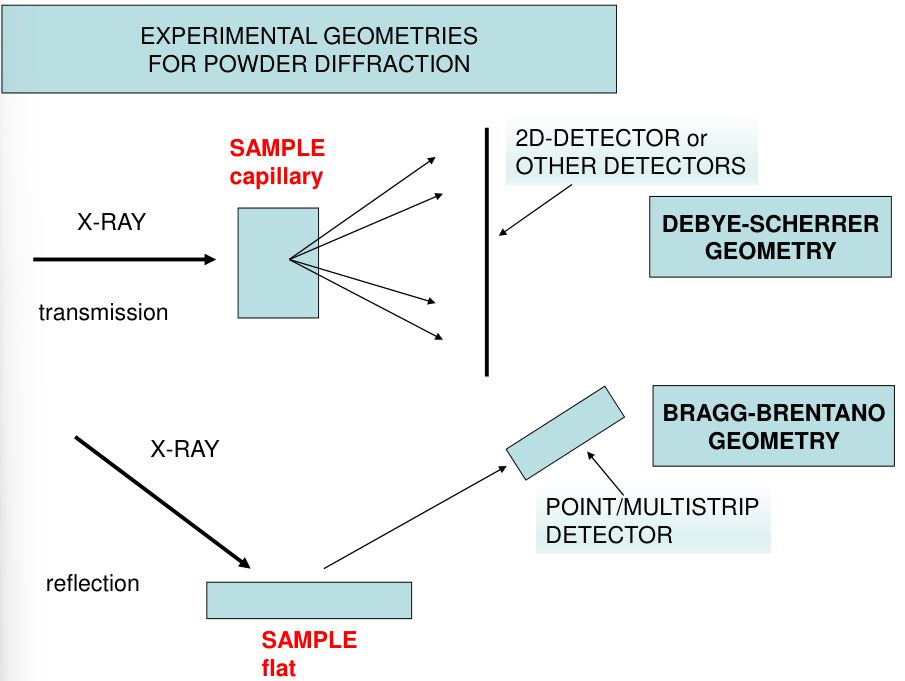 EXPERIMENTAL GEOMETRIES
FOR POWDER DIFFRACTION
SAMPLE
capillary
2D-DETECTOR or
OTHER DETECTORS
X-RAY
DEBYE-SCHERRER
GEOMETRY
transmission
BRAGG-BRENTANO
GEOMETRY
X-RAY
POINT/MULTISTRIP
DETECTOR
reflection
SAMPLE
flat